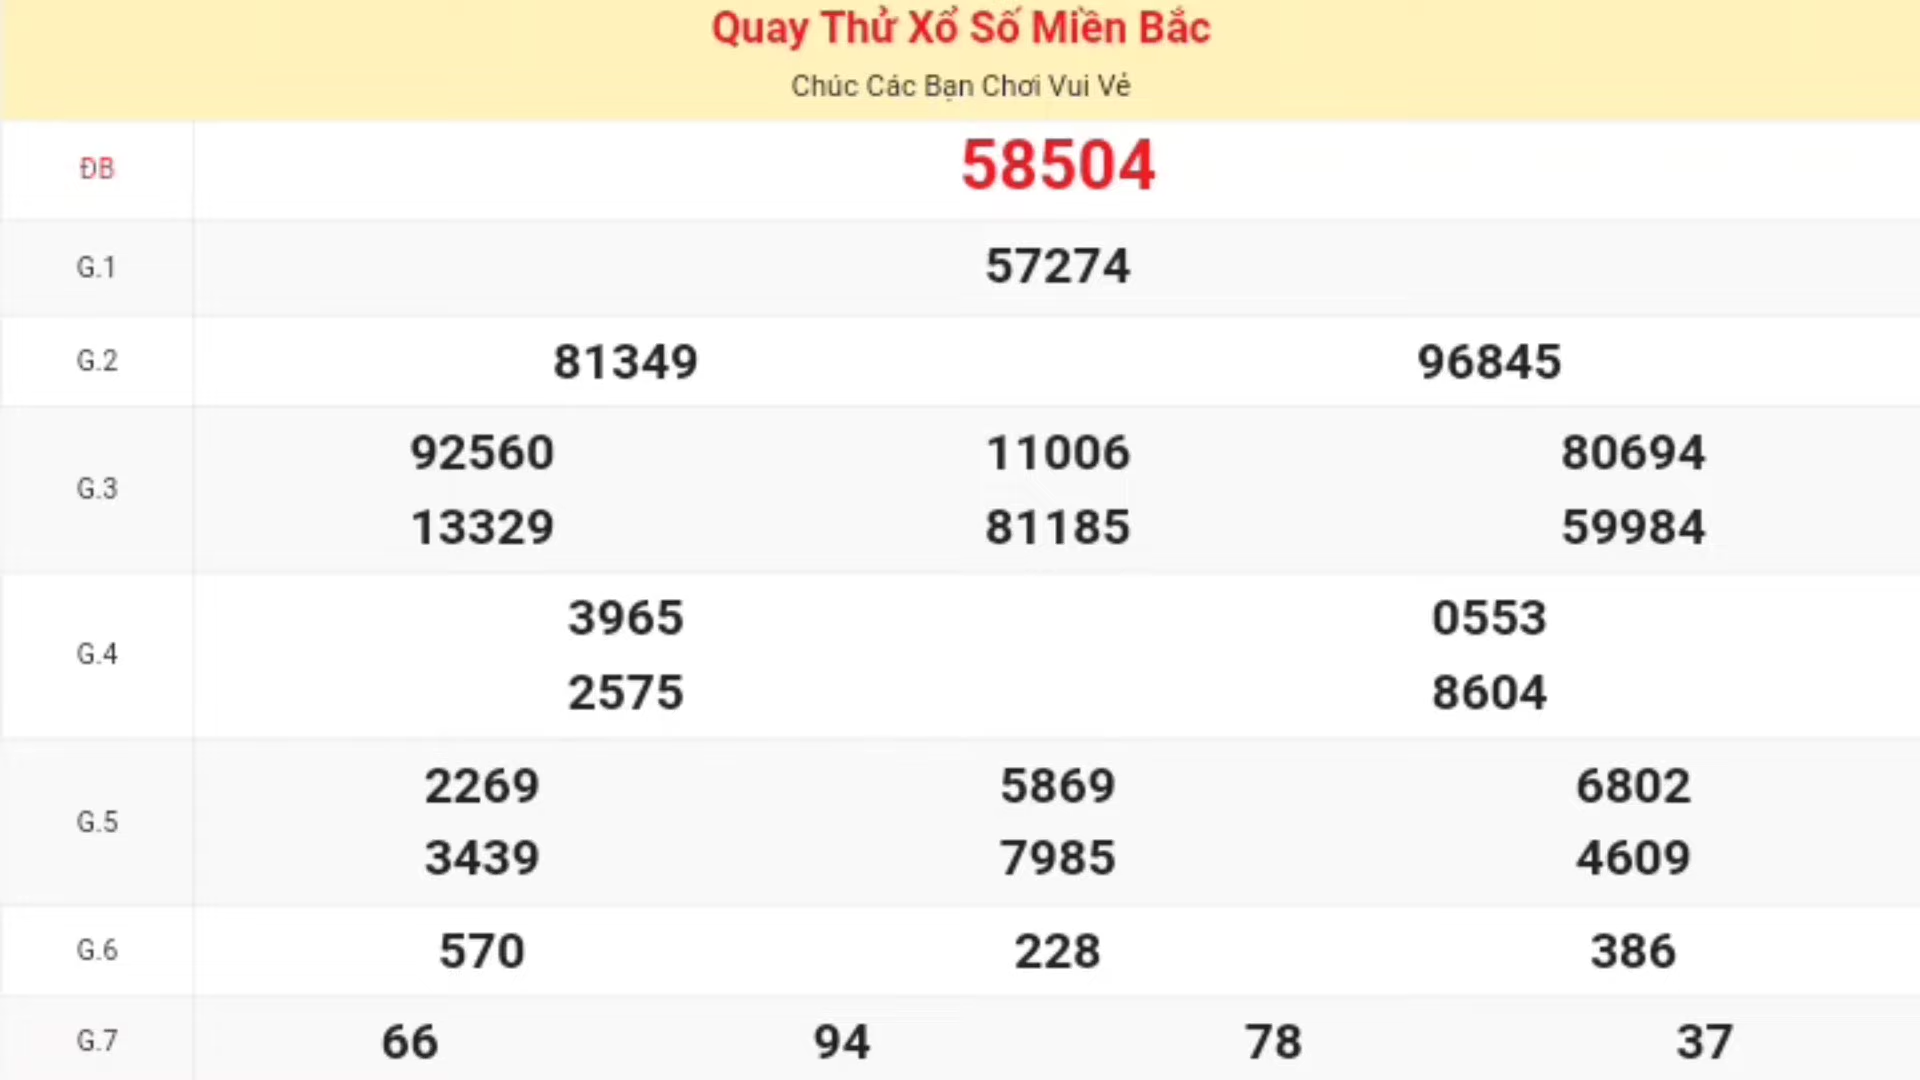 Quay Thử Xổ Số Miền Bắc
Chúc Các Bạn Chơi Vui Vẻ
ĐB 58504
G.1 57274
G.2 81349 96845
G.3 92560 11006 80694
13329 81185 59984
G.4 3965 0553
2575 8604
G.5 2269 5869 6802
3439 7985 4609
G.6 570 228 386
G.7 66 94 78 37